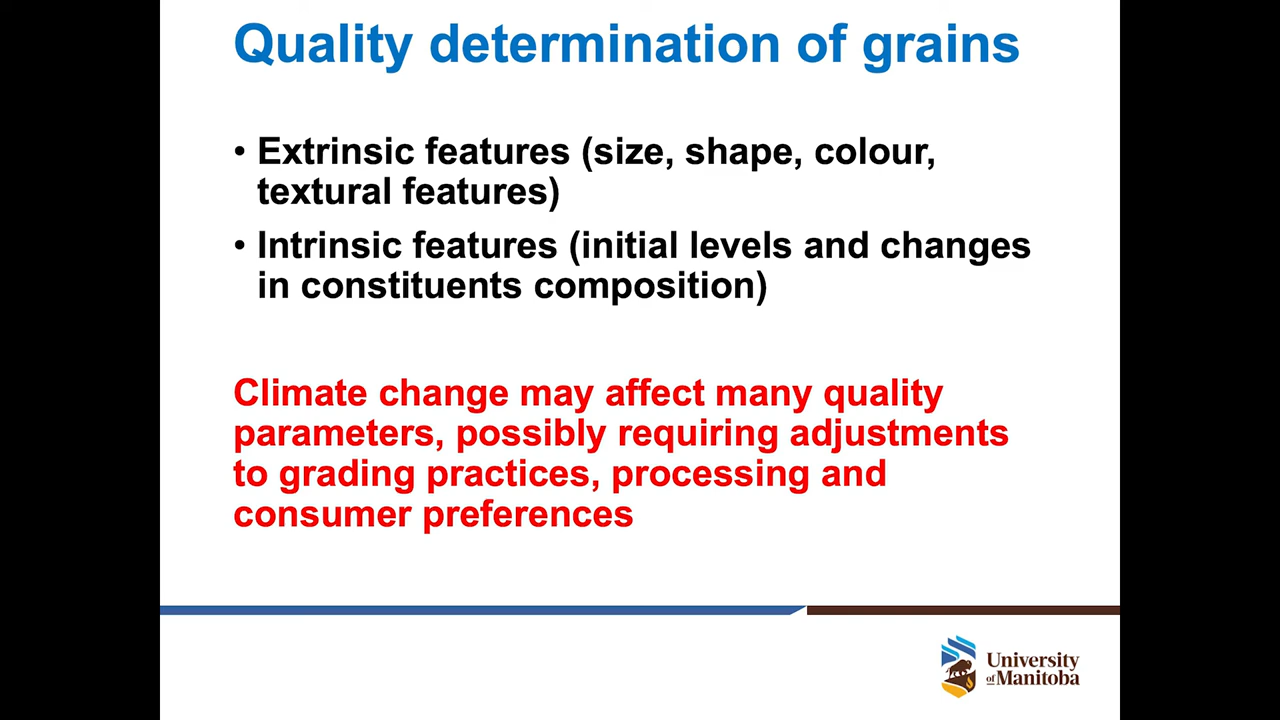 Quality determination of grains
• Extrinsic features (size, shape, colour,
textural features)
• Intrinsic features (initial levels and changes
in constituents composition)
Climate change may affect many quality
parameters, possibly requiring adjustments
to grading practices, processing and
consumer preferences
University
of Manitoba